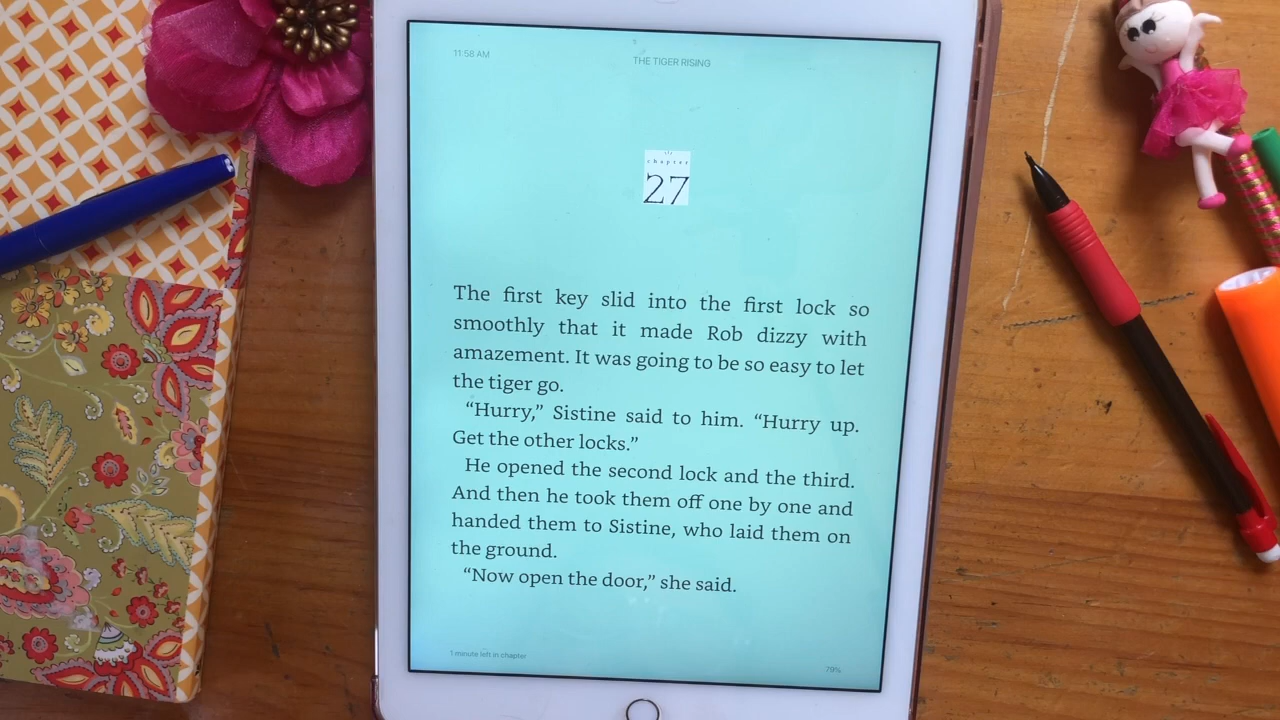 11:58 AM
THE TIGER RISING
chapter
27
The first key slid into the first lock so
smoothly that it made Rob dizzy with
amazement. It was going to be so easy to let
the tiger go.
“Hurry,” Sistine said to him. “Hurry up.
Get the other locks.”
He opened the second lock and the third.
And then he took them off one by one and
handed them to Sistine, who laid them on
the ground.
“Now open the door,” she said.
1 minute left in chapter
79%